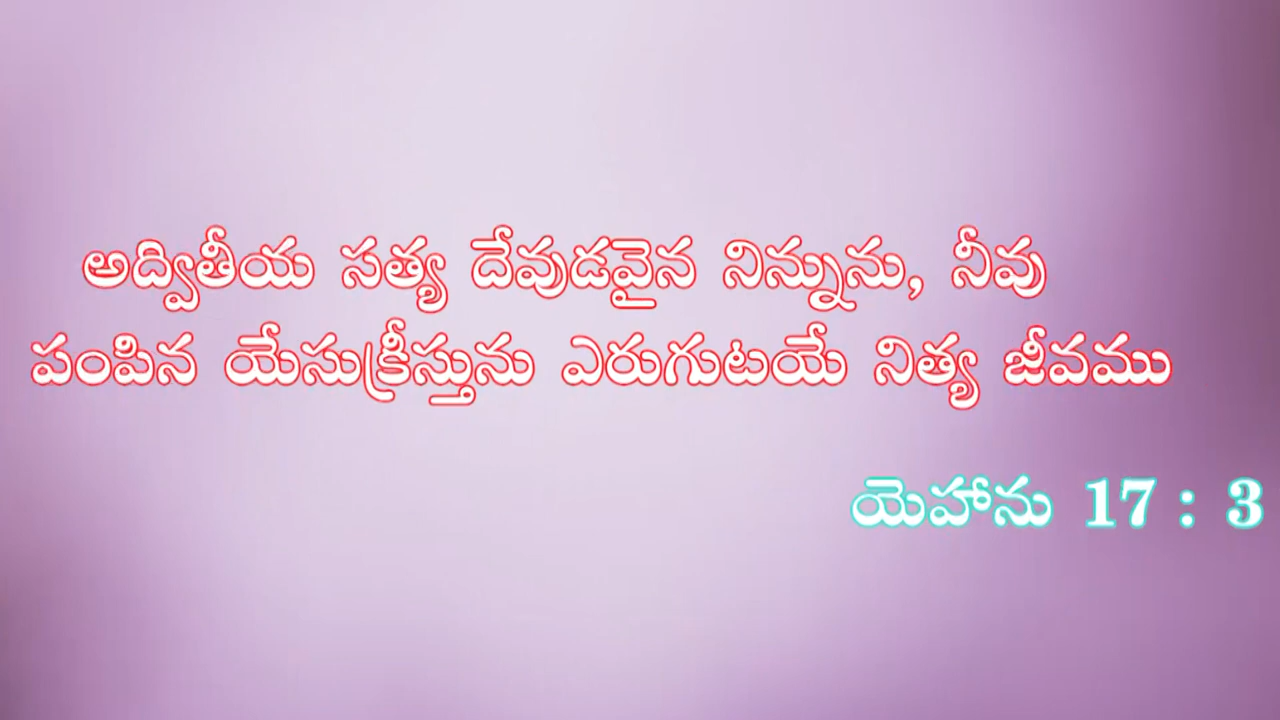 అద్వితీయ సత్య దేవుడవైన నిన్నును, నీవు
పంపిన యేసుక్రీస్తును ఎరుగుటయే నిత్య జీవము
యెహాను 17 : 3